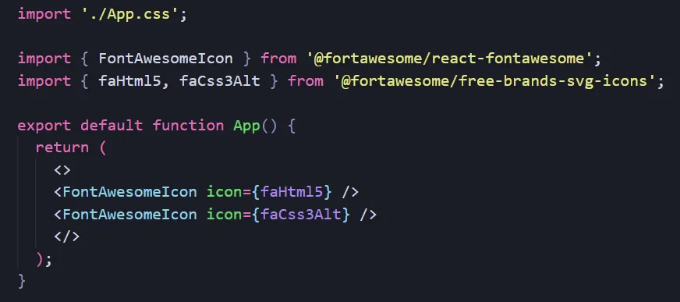 import './App.css';
import { FontAwesomeIcon } from '@fortawesome/react-fontawesome';
import { faHtml5, faCss3Alt } from '@fortawesome/free-brands-svg-icons';
export default function App() {
return (
<>
<FontAwesomeIcon icon={faHtml5} />
<FontAwesomeIcon icon={faCss3Alt} />
</>
);
}